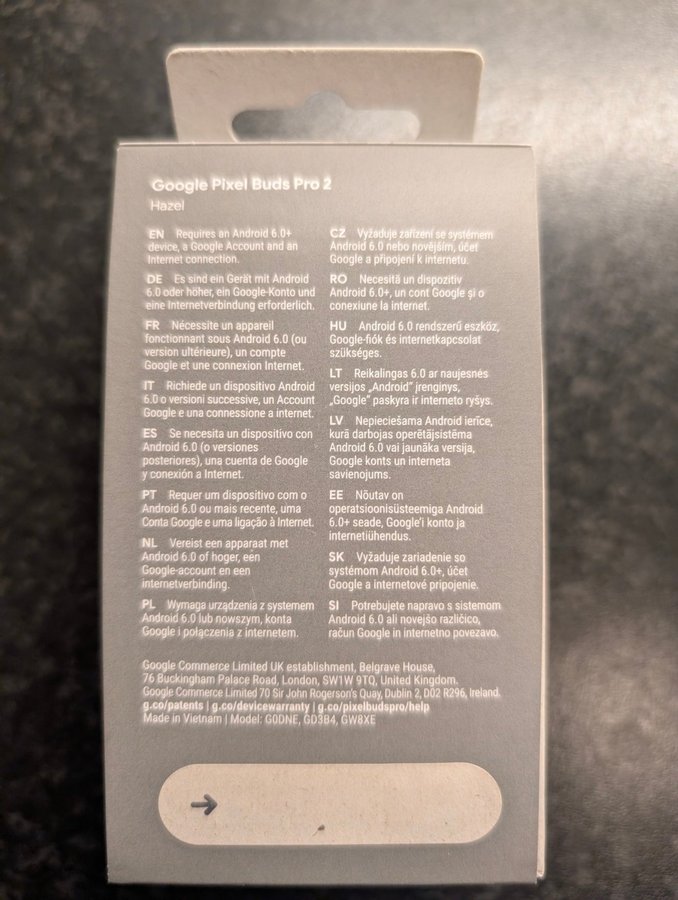 Google Pixel Buds Pro 2
Hazel
EN Requires an Android 6.0+
device, a Google Account and an
Internet connection.
DE Es sind ein Gerät mit Android
6.0 oder höher, ein Google-Konto und
eine Internetverbindung erforderlich.
FR Nécessite un appareil
fonctionnant sous Android 6.0 (ou
version ultérieure), un compte
Google et une connexion Internet.
IT Richiede un dispositivo Android
6.0 o versioni successive, un Account
Google e una connessione a internet.
ES Se necesita un dispositivo con
Android 6.0 (o versiones
posteriores), una cuenta de Google
y conexión a Internet.
PT Requer um dispositivo com o
Android 6.0 ou mais recente, uma
Conta Google e uma ligação à Internet.
NL Vereist een apparaat met
Android 6.0 of hoger, een
Google-account en een
internetverbinding.
PL Wymaga urządzenia z systemem
Android 6.0 lub nowszym, konta
Google i połączenia z internetem.
CZ Vyžaduje zařízení se systémem
Android 6.0 nebo novějším, účet
Google a připojení k internetu.
RO Necesită un dispozitiv
Android 6.0+, un cont Google și o
conexiune la internet.
HU Android 6.0 rendszerű eszköz,
Google-fiók és internetkapcsolat
szükséges.
LT Reikalingas 6.0 ar naujesnės
versijos „Android" įrenginys,
„Google" paskyra ir interneto ryšys.
LV Nepieciešama Android ierīce,
kurā darbojas operētājsistēma
Android 6.0 vai jaunāka versija,
Google konts un interneta
savienojums.
EE Nõutav on
operatsioonisüsteemiga Android
6.0+ seade, Google'i konto ja
internetiühendus.
SK Vyžaduje zariadenie so
systémom Android 6.0+, účet
Google a internetové pripojenie.
SI Potrebujete napravo s sistemom
Android 6.0 ali novejšo različico,
račun Google in internetno povezavo.
Google Commerce Limited UK establishment, Belgrave House,
76 Buckingham Palace Road, London, SW1W 9TQ, United Kingdom.
Google Commerce Limited 70 Sir John Rogerson's Quay, Dublin 2, D02 R296, Ireland.
g.co/patents | g.co/devicewarranty | g.co/pixelbudspro/help
Made in Vietnam | Model: G0DNE, GD3B4, GW8XE